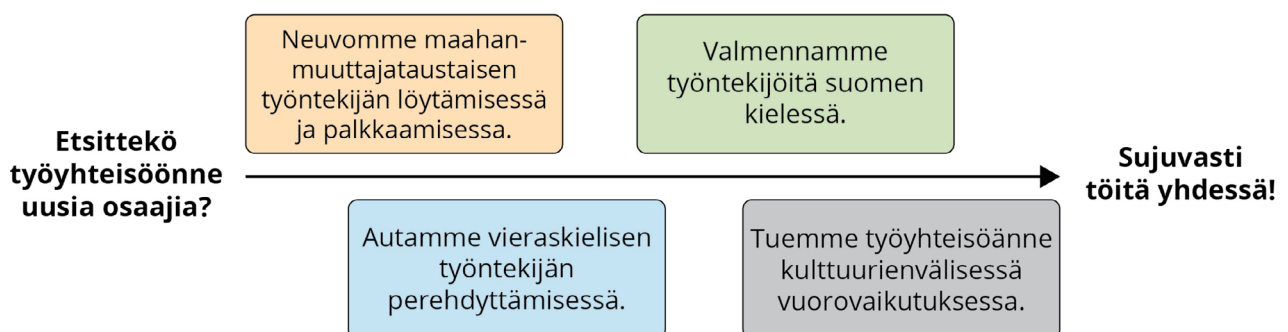 Etsittekö
työyhteisöönne
uusia osaajia?
Neuvomme maahan-
muuttajataustaisen
työntekijän löytämisessä
ja palkkaamisessa.
Autamme vieraskielisen
työntekijän
perehdyttämisessä.
Valmennamme
työntekijöitä suomen
kielessä.
Tuemme työyhteisöänne
kulttuurienvälisessä
vuorovaikutuksessa.
Sujuvasti
töitä yhdessä!